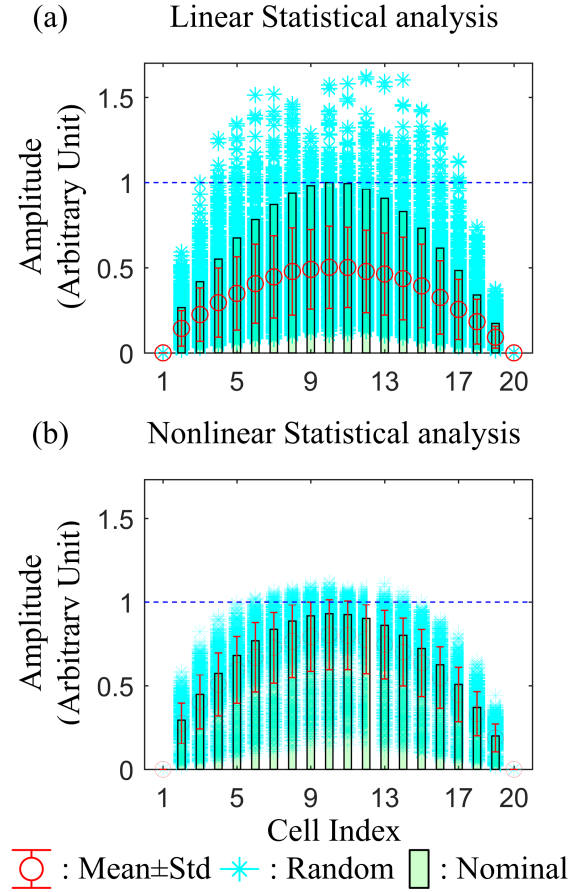 (a) Linear Statistical analysis
1.5
1
0.5
0
Amplitude
(Arbitrary Unit)
1 5 9 13 17 20
(b) Nonlinear Statistical analysis
1.5
1
0.5
0
Amplitude
(Arbitrary Unit)
1 5 9 13 17 20
Cell Index
: Mean±Std : Random : Nominal